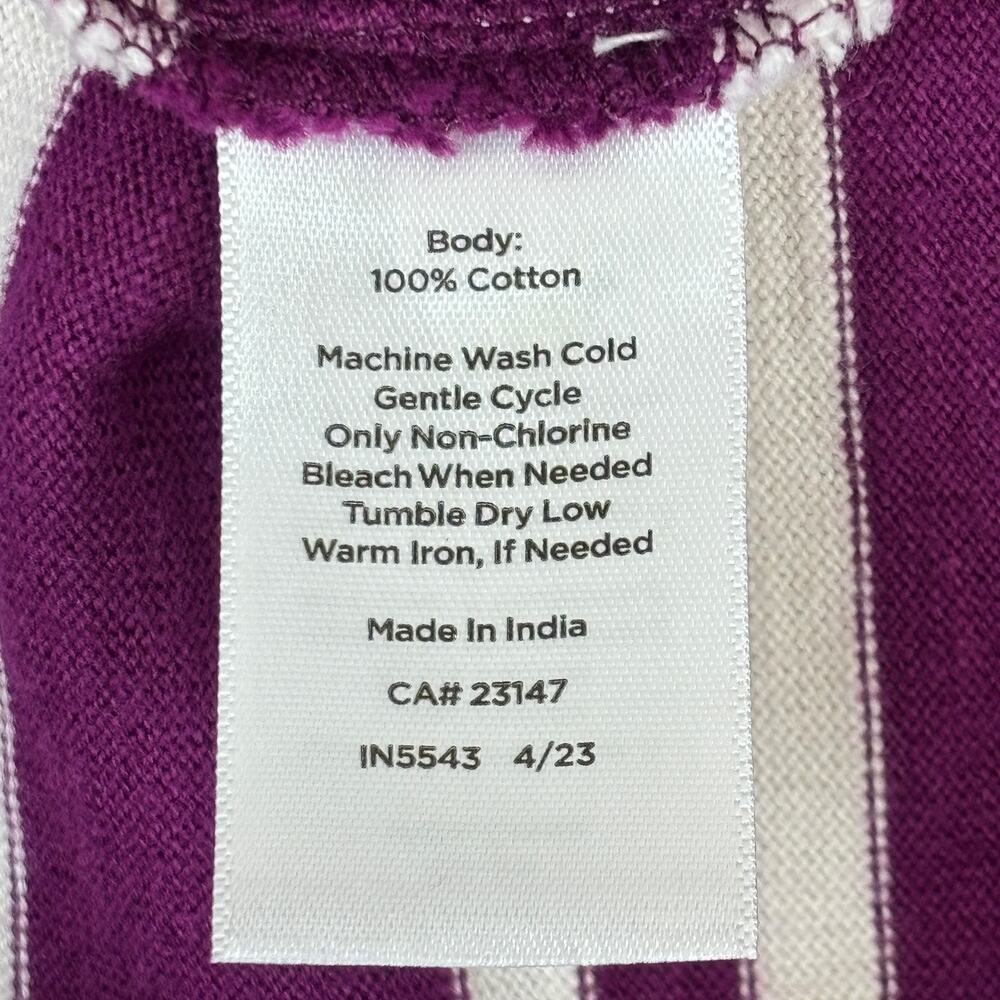 Body:
100% Cotton
Machine Wash Cold
Gentle Cycle
Only Non-Chlorine
Bleach When Needed
Tumble Dry Low
Warm Iron, If Needed
Made In India
CA# 23147
IN5543 4/23